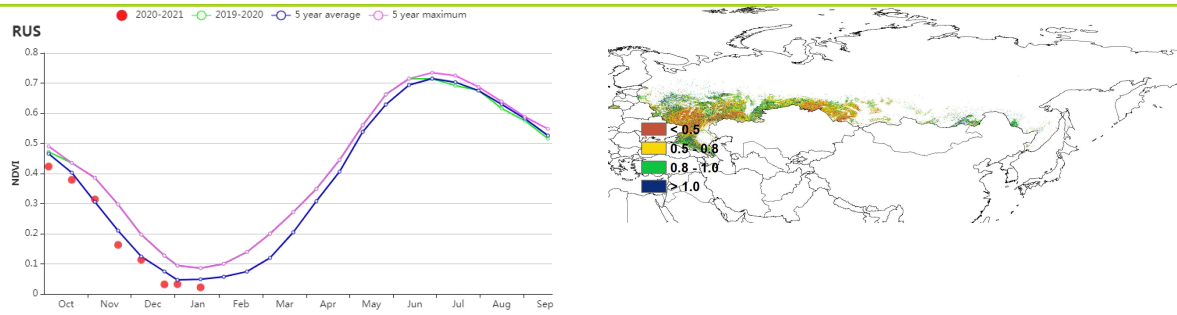 2020-2021 2019-2020 5 year average 5 year maximum
RUS
0.8
0.7
0.6
0.5
0.4
0.3
0.2
0.1
0
NDVI
Oct Nov Dec Jan Feb Mar Apr May Jun Jul Aug Sep
< 0.5
0.5 - 0.8
0.8 - 1.0
> 1.0